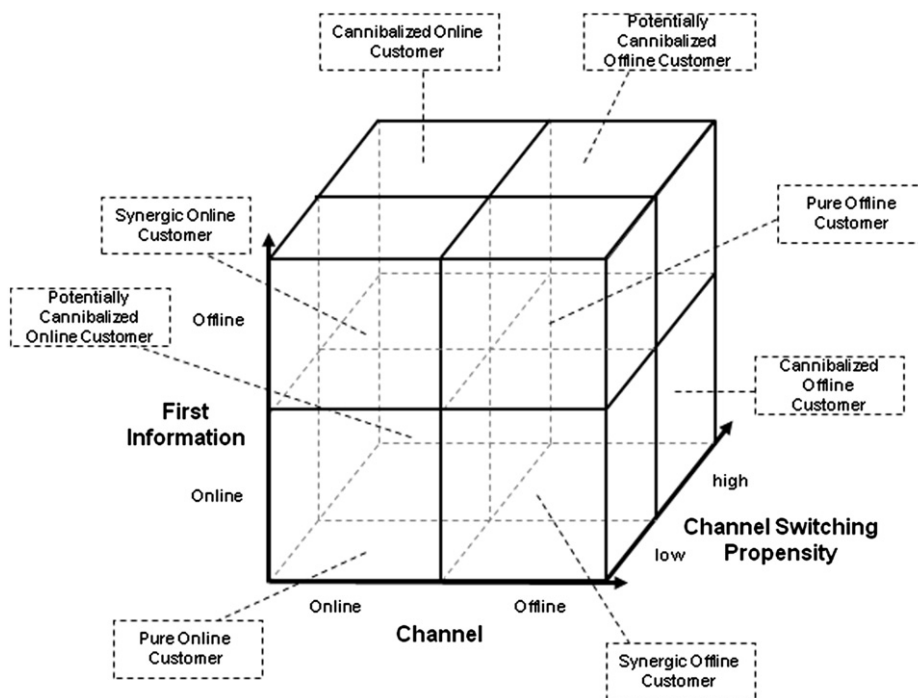 Cannibalized Online
Customer
Potentially
Cannibalized
Offline Customer
Synergic Online
Customer
Pure Offline
Customer
Potentially
Cannibalized
Online Customer
Offline
Cannibalized
Offline
Customer
First
Information
Online
high
Channel Switching
Propensity
low
Online
Offline
Channel
Pure Online
Customer
Synergic Offline
Customer